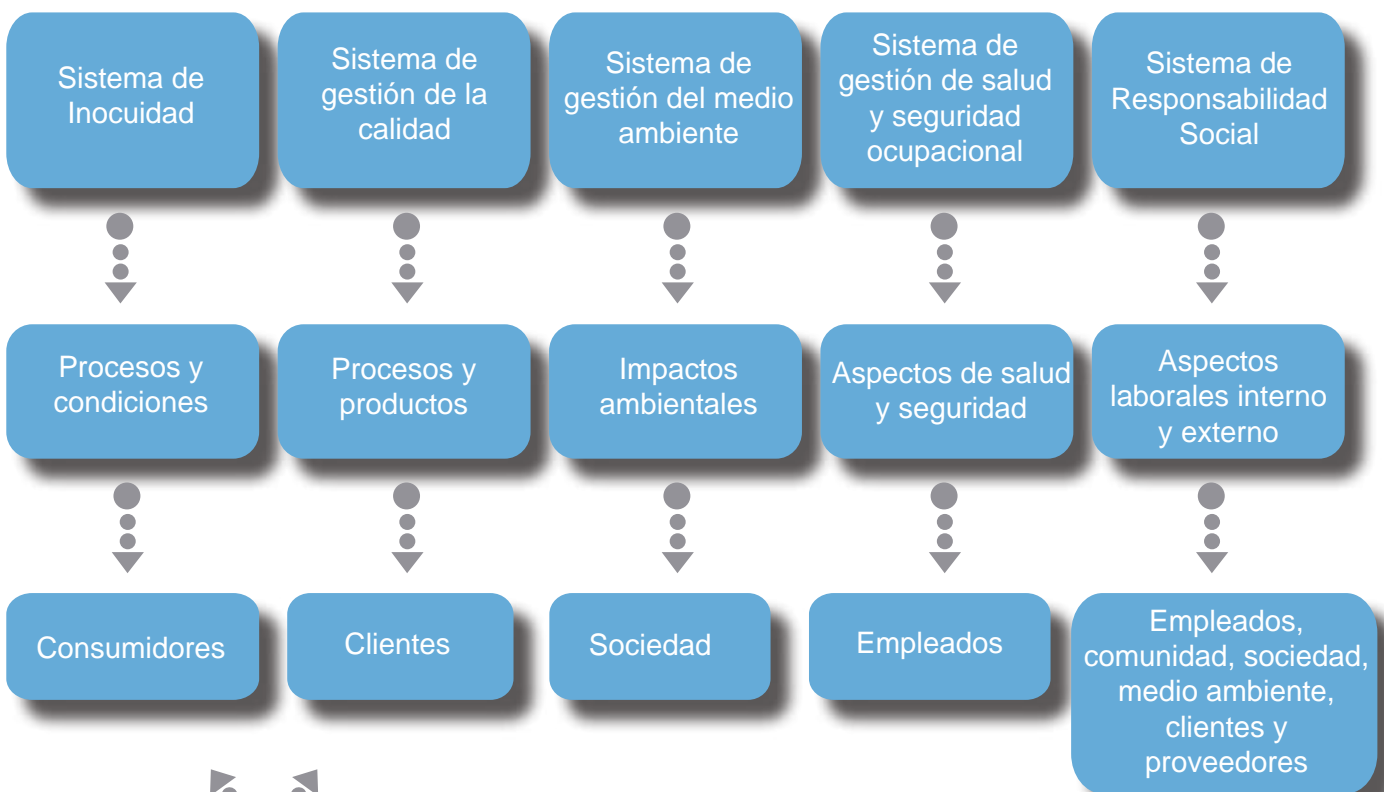 Sistema de
Inocuidad
Sistema de
gestión de la
calidad
Sistema de
gestión del medio
ambiente
Sistema de
gestión de salud
y seguridad
ocupacional
Sistema de
Responsabilidad
Social
Procesos y
condiciones
Procesos y
productos
Impactos
ambientales
Aspectos de salud
y seguridad
Aspectos
laborales interno
y externo
Consumidores
Clientes
Sociedad
Empleados
Empleados,
comunidad, sociedad,
medio ambiente,
clientes y
proveedores